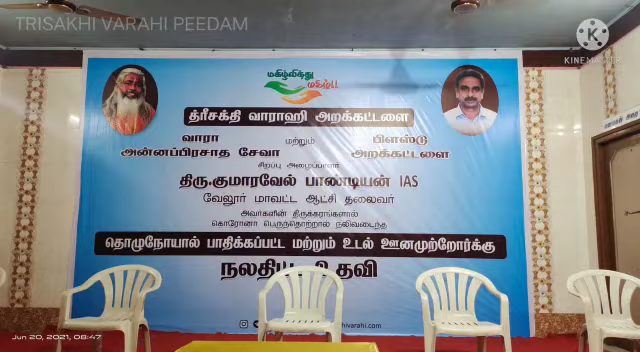 TRISAKHI VARAHI PEEDAM
KINEMASTER
மகிழ்வித்து
மகிழ்
த்ரீசக்தி வாராஹி அறக்கட்டளை
வாரா மற்றும் பிளஸ்டு
அன்னப்பிரசாத சேவா அறக்கட்டளை
சிறப்பு அழைப்பாளர்
திரு.குமாரவேல் பாண்டியன் IAS
வேலூர் மாவட்ட ஆட்சி தலைவர்
அவர்களின் திருக்கரங்களால்
கொரோனா பெருந்தொற்றால் நலிவடைந்த
தொழுநோயால் பாதிக்கப்பட்ட மற்றும் உடல் ஊனமுற்றோர்க்கு
Jun 20, 2021, 08:47